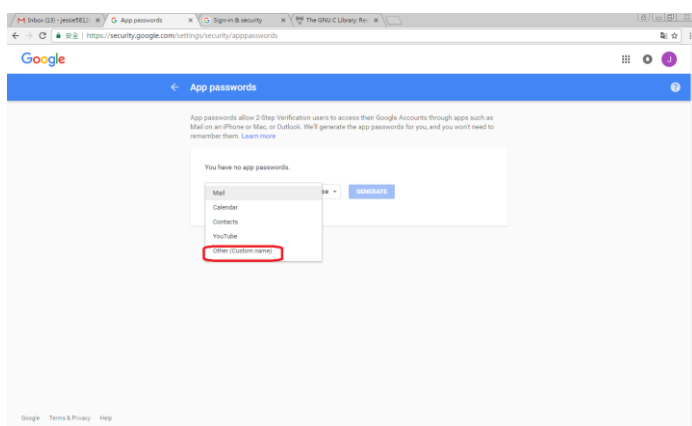 Inbox (13) - jessie5812
App passwords
Sign-in & security
The GNU C Library: Re
安全 | https://security.google.com/settings/security/apppasswords
Google
J
App passwords
App passwords allow 2-Step Verification users to access their Google Accounts through apps such as
Mail on an iPhone or Mac, or Outlook. We'll generate the app passwords for you, and you won't need to
remember them. Learn more
You have no app passwords.
Mail
GENERATE
Calendar
Contacts
YouTube
Other (Custom name)
Google Terms & Privacy Help